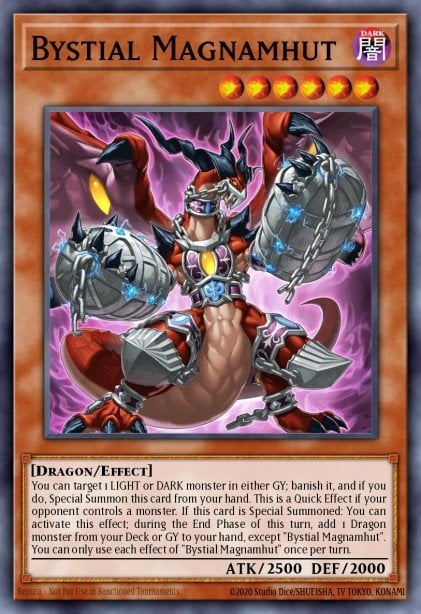 Bystial Magnamhut
DARK
闇
[Dragon/Effect]
You can target 1 LIGHT or DARK monster in either GY; banish it, and if you
do, Special Summon this card from your hand. This is a Quick Effect if your
opponent controls a monster. If this card is Special Summoned: You can
activate this effect; during the End Phase of this turn, add 1 Dragon
monster from your Deck or GY to your hand, except "Bystial Magnamhut".
You can only use each effect of "Bystial Magnamhut" once per turn.
ATK/2500 DEF/2000
Replica - Not For Use in Sanctioned Tournaments
©2020 Studio Dice/SHUEISHA, TV TOKYO, KONAMI